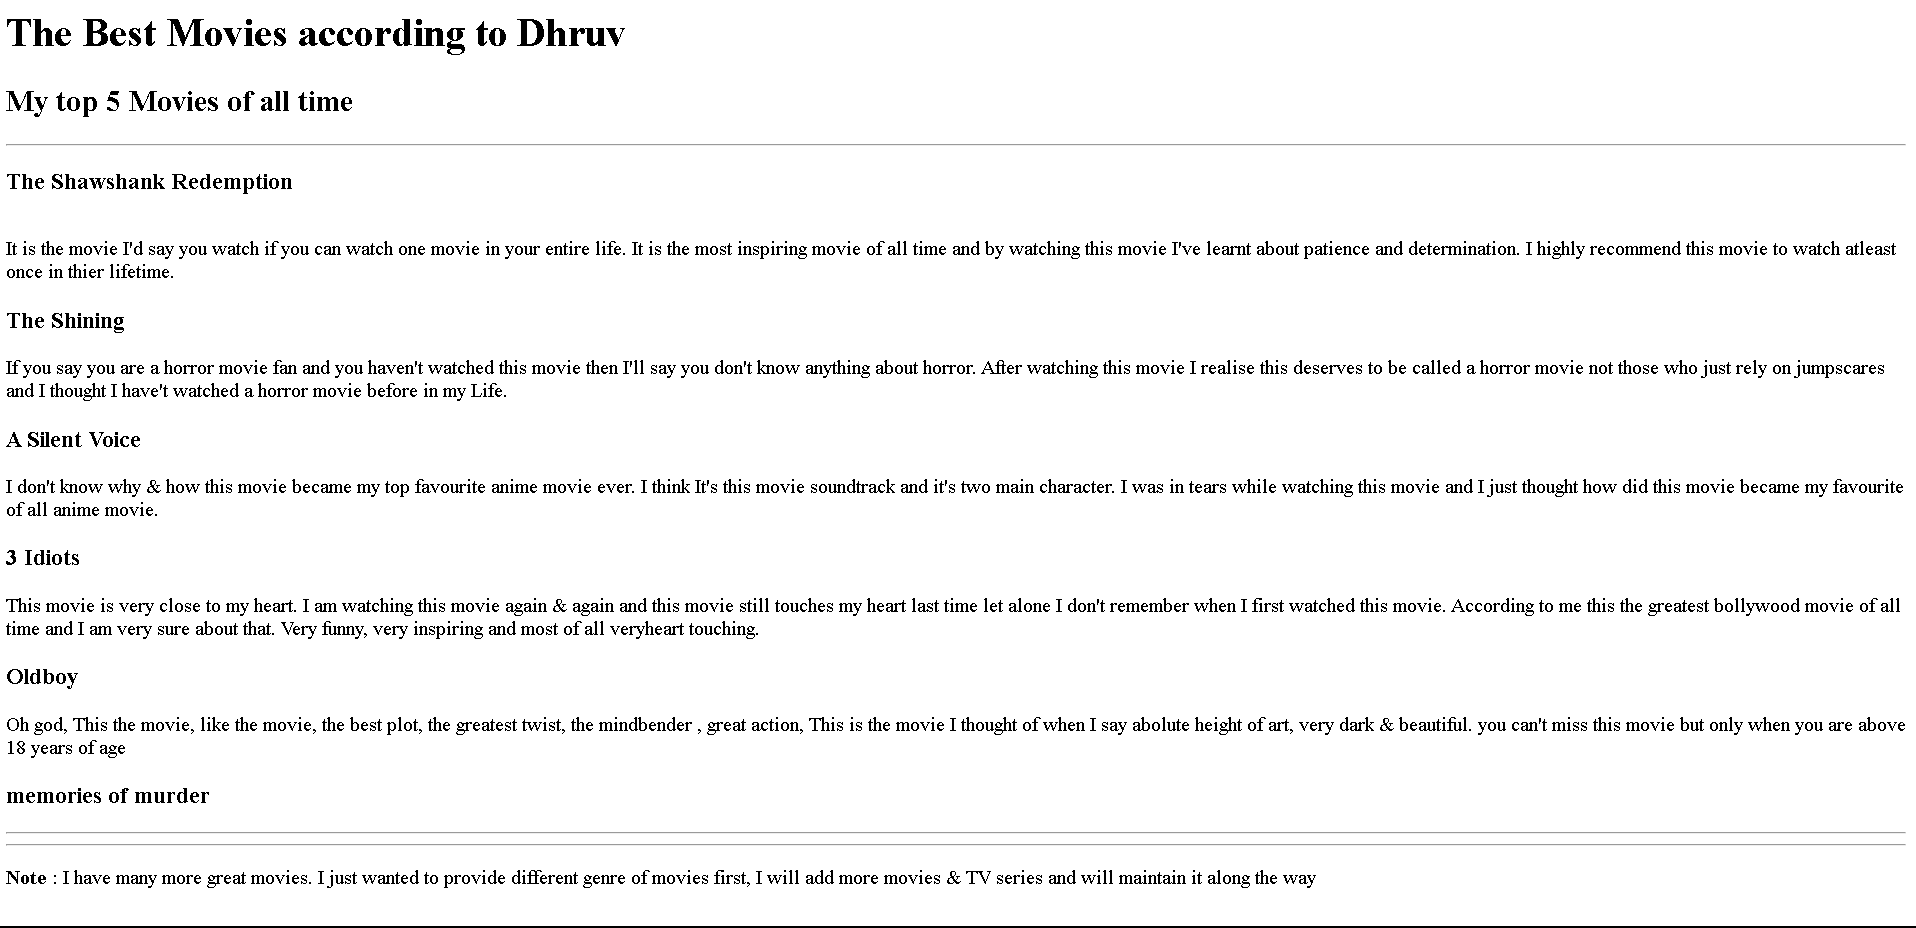 The Best Movies according to Dhruv
My top 5 Movies of all time
The Shawshank Redemption
It is the movie I'd say you watch if you can watch one movie in your entire life. It is the most inspiring movie of all time and by watching this movie I've learnt about patience and determination. I highly recommend this movie to watch atleast
once in thier lifetime.
The Shining
If you say you are a horror movie fan and you haven't watched this movie then I'll say you don't know anything about horror. After watching this movie I realise this deserves to be called a horror movie not those who just rely on jumpscares
and I thought I have't watched a horror movie before in my Life.
A Silent Voice
I don't know why & how this movie became my top favourite anime movie ever. I think It's this movie soundtrack and it's two main character. I was in tears while watching this movie and I just thought how did this movie became my favourite
of all anime movie.
3 Idiots
This movie is very close to my heart. I am watching this movie again & again and this movie still touches my heart last time let alone I don't remember when I first watched this movie. According to me this the greatest bollywood movie of all
time and I am very sure about that. Very funny, very inspiring and most of all veryheart touching.
Oldboy
Oh god, This the movie, like the movie, the best plot, the greatest twist, the mindbender , great action, This is the movie I thought of when I say abolute height of art, very dark & beautiful. you can't miss this movie but only when you are above
18 years of age
memories of murder
Note : I have many more great movies. I just wanted to provide different genre of movies first, I will add more movies & TV series and will maintain it along the way